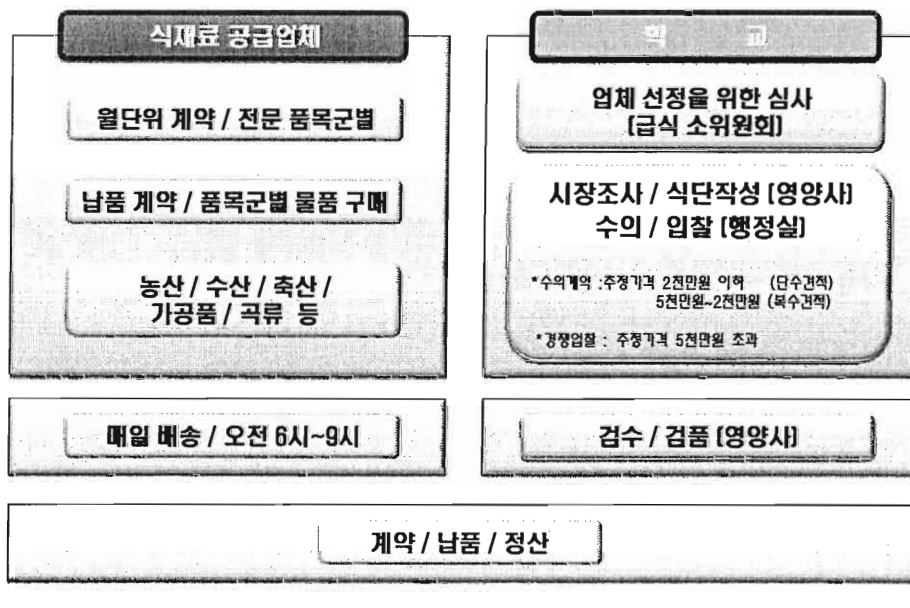 식재료 공급업체
월단위 계약 / 전문 품목군별
납품 계약 / 품목군별 물품 구매
농산 / 수산 / 축산 /
가공품 / 곡류 등
매일 배송 / 오전 6시~9시
학 교
업체 선정을 위한 심사
(급식 소위원회)
시장조사 / 식단작성 (영양사)
수의 / 입찰 (행정실)
*수의계약 : 추정가격 2천만원 이하 (단수견적)
5천만원~2천만원 (복수견적)
*경쟁입찰 : 추정가격 5천만원 초과
검수 / 검품 (영양사)
계약 / 납품 / 정산